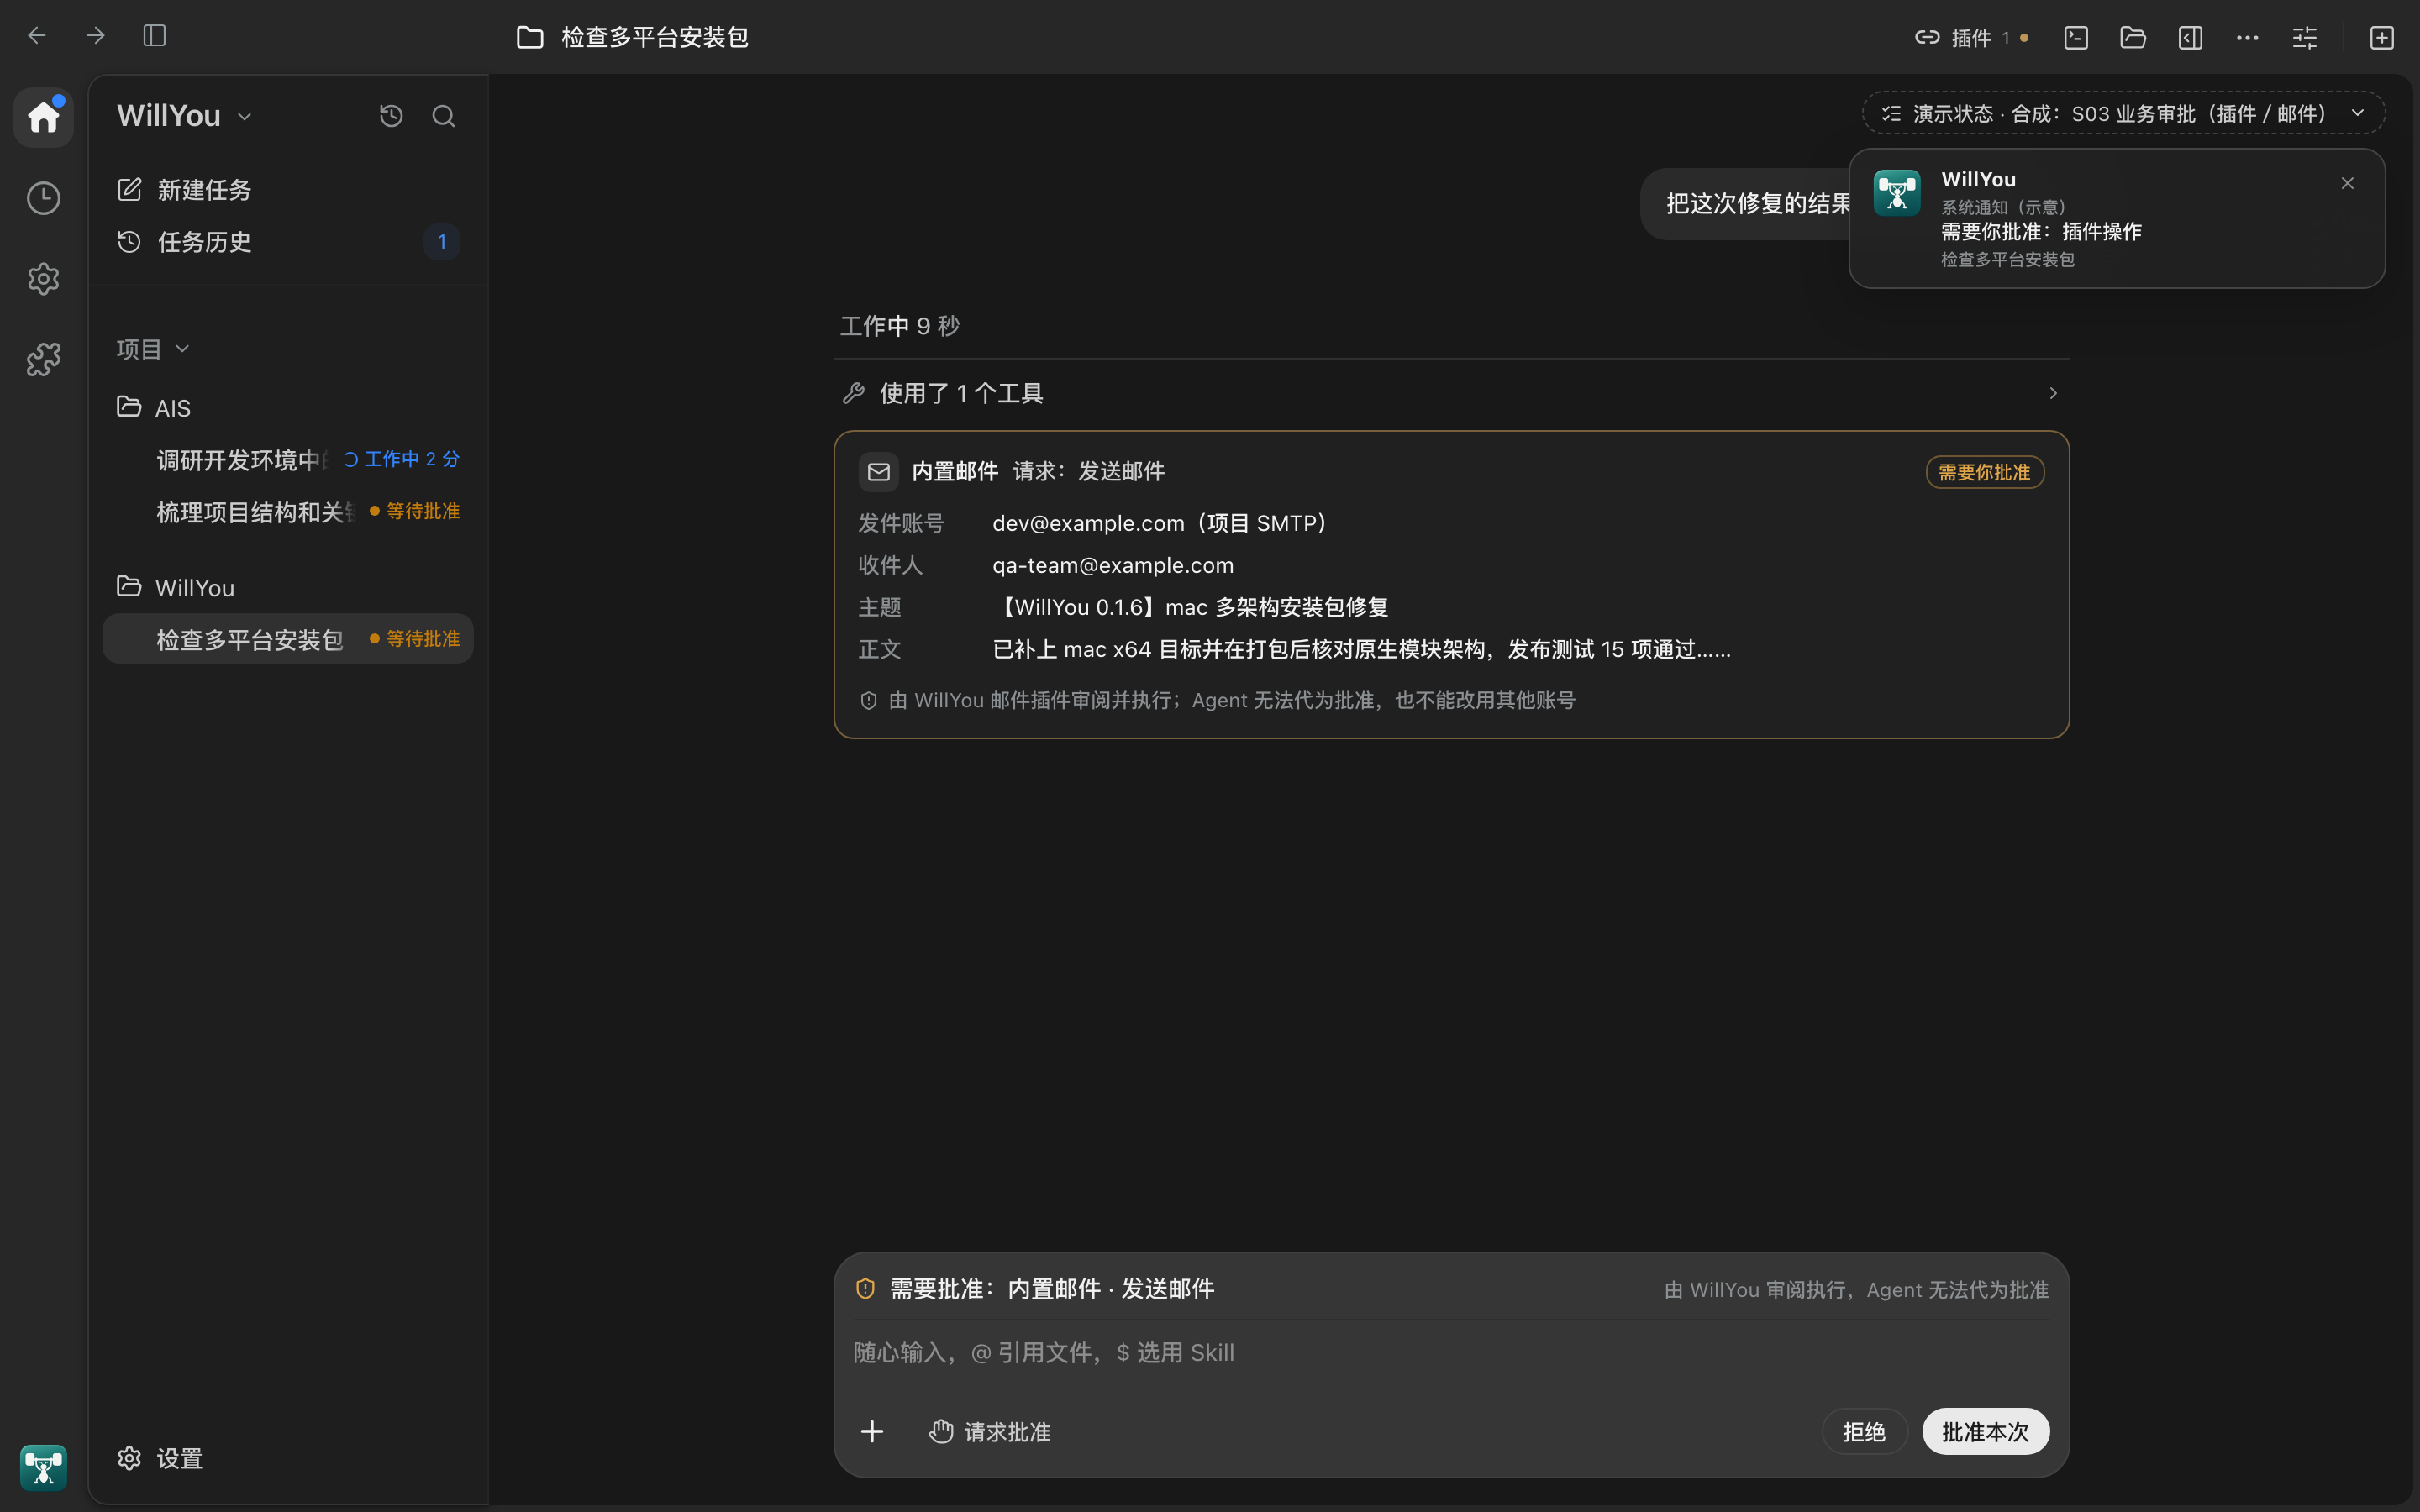 检查多平台安装包
插件 1
WillYou
新建任务
任务历史 1
项目
AIS
调研开发环境中 工作中 2 分
梳理项目结构和关 等待批准
WillYou
检查多平台安装包 等待批准
设置
演示状态 · 合成：S03 业务审批（插件 / 邮件）
WillYou
系统通知（示意）
需要你批准：插件操作
检查多平台安装包
把这次修复的结果
工作中 9 秒
使用了 1 个工具
内置邮件 请求：发送邮件 需要你批准
发件账号 dev@example.com（项目 SMTP）
收件人 qa-team@example.com
主题 【WillYou 0.1.6】mac 多架构安装包修复
正文 已补上 mac x64 目标并在打包后核对原生模块架构，发布测试 15 项通过……
由 WillYou 邮件插件审阅并执行；Agent 无法代为批准，也不能改用其他账号
需要批准：内置邮件 · 发送邮件 由 WillYou 审阅执行，Agent 无法代为批准
随心输入，@ 引用文件，$ 选用 Skill
请求批准 拒绝 批准本次